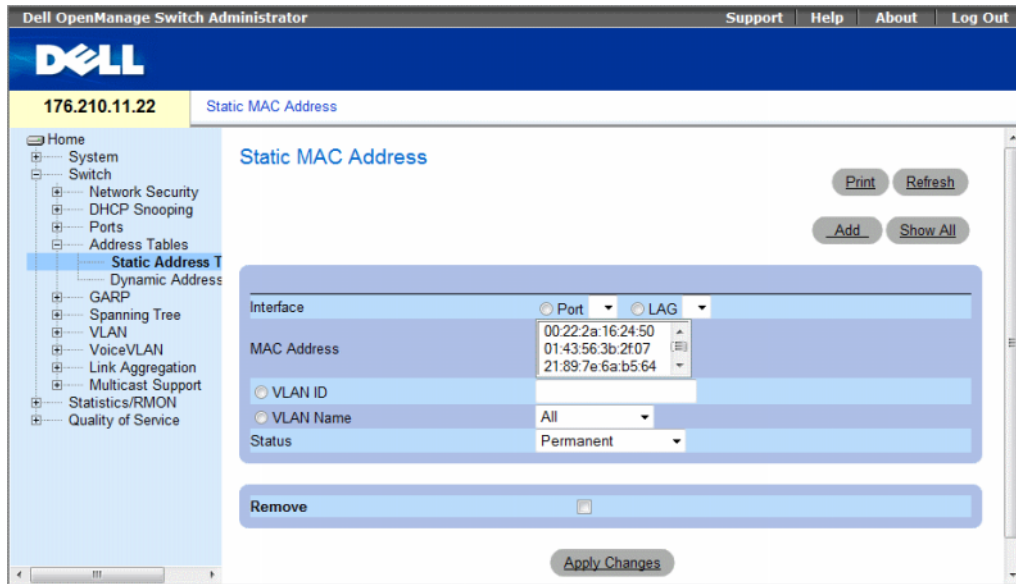 Dell OpenManage Switch Administrator Support Help About Log Out
DELL
176.210.11.22 Static MAC Address
Home
System
Switch
Network Security
DHCP Snooping
Ports
Address Tables
Static Address T
Dynamic Address
GARP
Spanning Tree
VLAN
VoiceVLAN
Link Aggregation
Multicast Support
Statistics/RMON
Quality of Service
Static MAC Address
Print Refresh
Add Show All
Interface Port LAG
MAC Address
00:22:2a:16:24:50
01:43:56:3b:2f:07
21:89:7e:6a:b5:64
VLAN ID
VLAN Name All
Status Permanent
Remove
Apply Changes